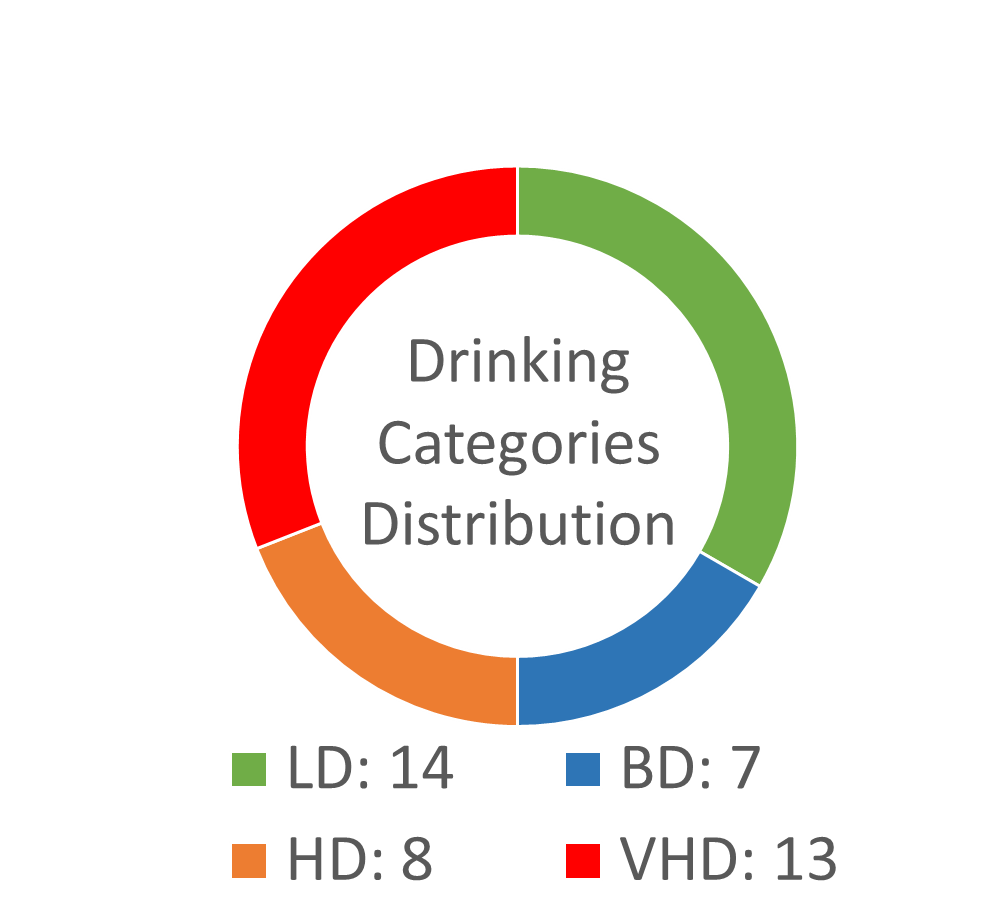 Drinking
Categories
Distribution
LD: 14
BD: 7
HD: 8
VHD: 13